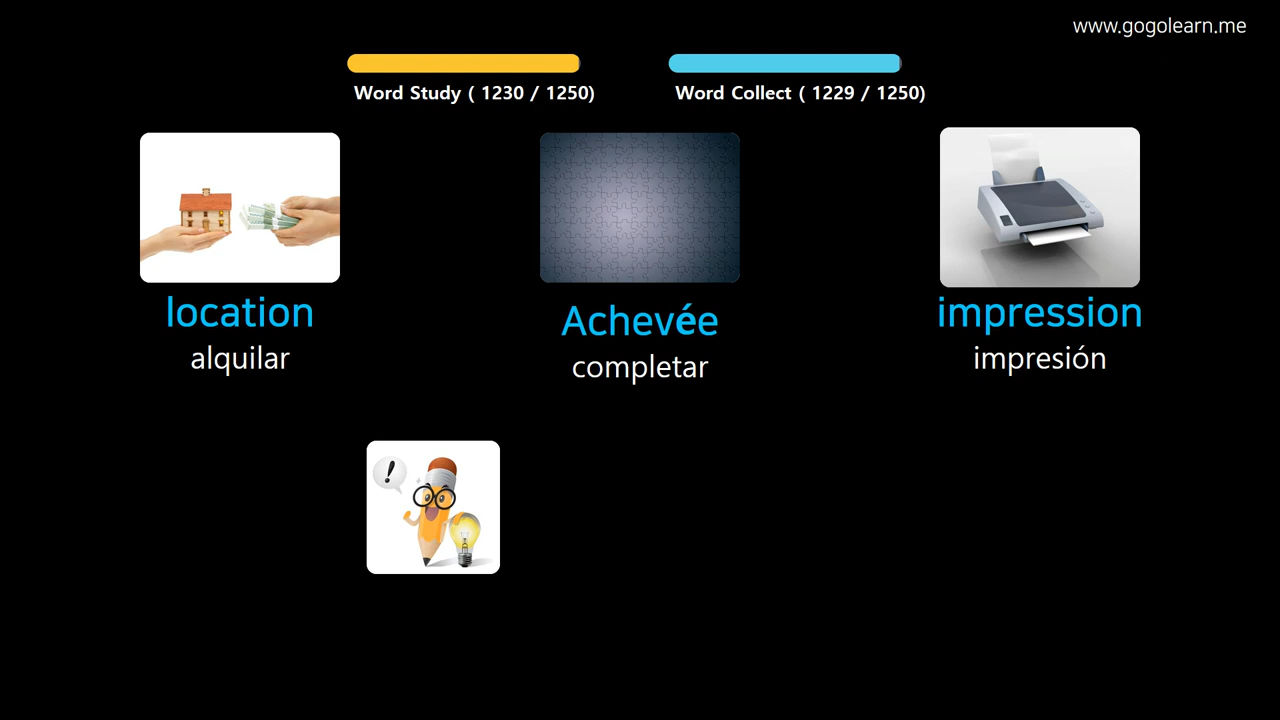 www.gogolearn.me
Word Study ( 1230 / 1250)
Word Collect ( 1229 / 1250)
location
alquilar
Achevée
completar
impression
impresión
!